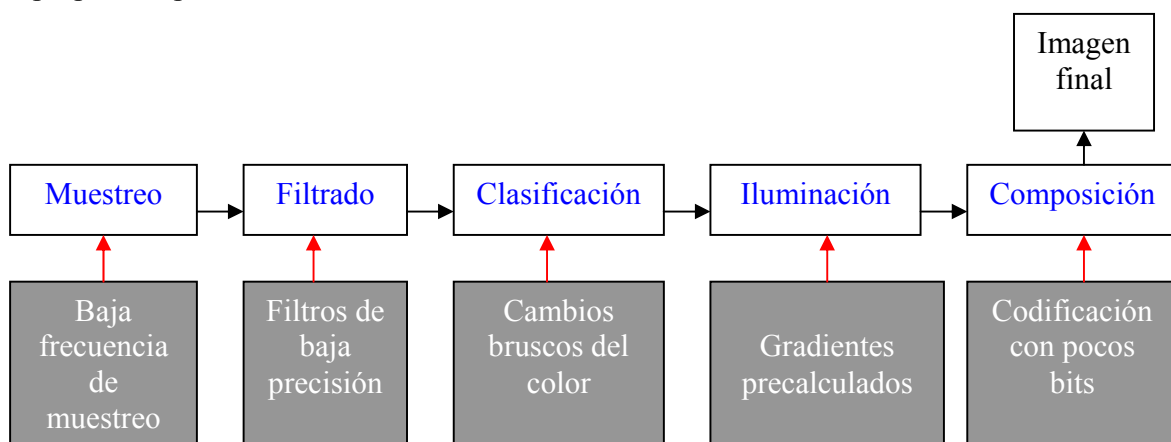 Imagen
final
Muestreo
Filtrado
Clasificación
Iluminación
Composición
Baja
frecuencia
de
muestreo
Filtros de
baja
precisión
Cambios
bruscos del
color
Gradientes
precalculados
Codificación
con pocos
bits